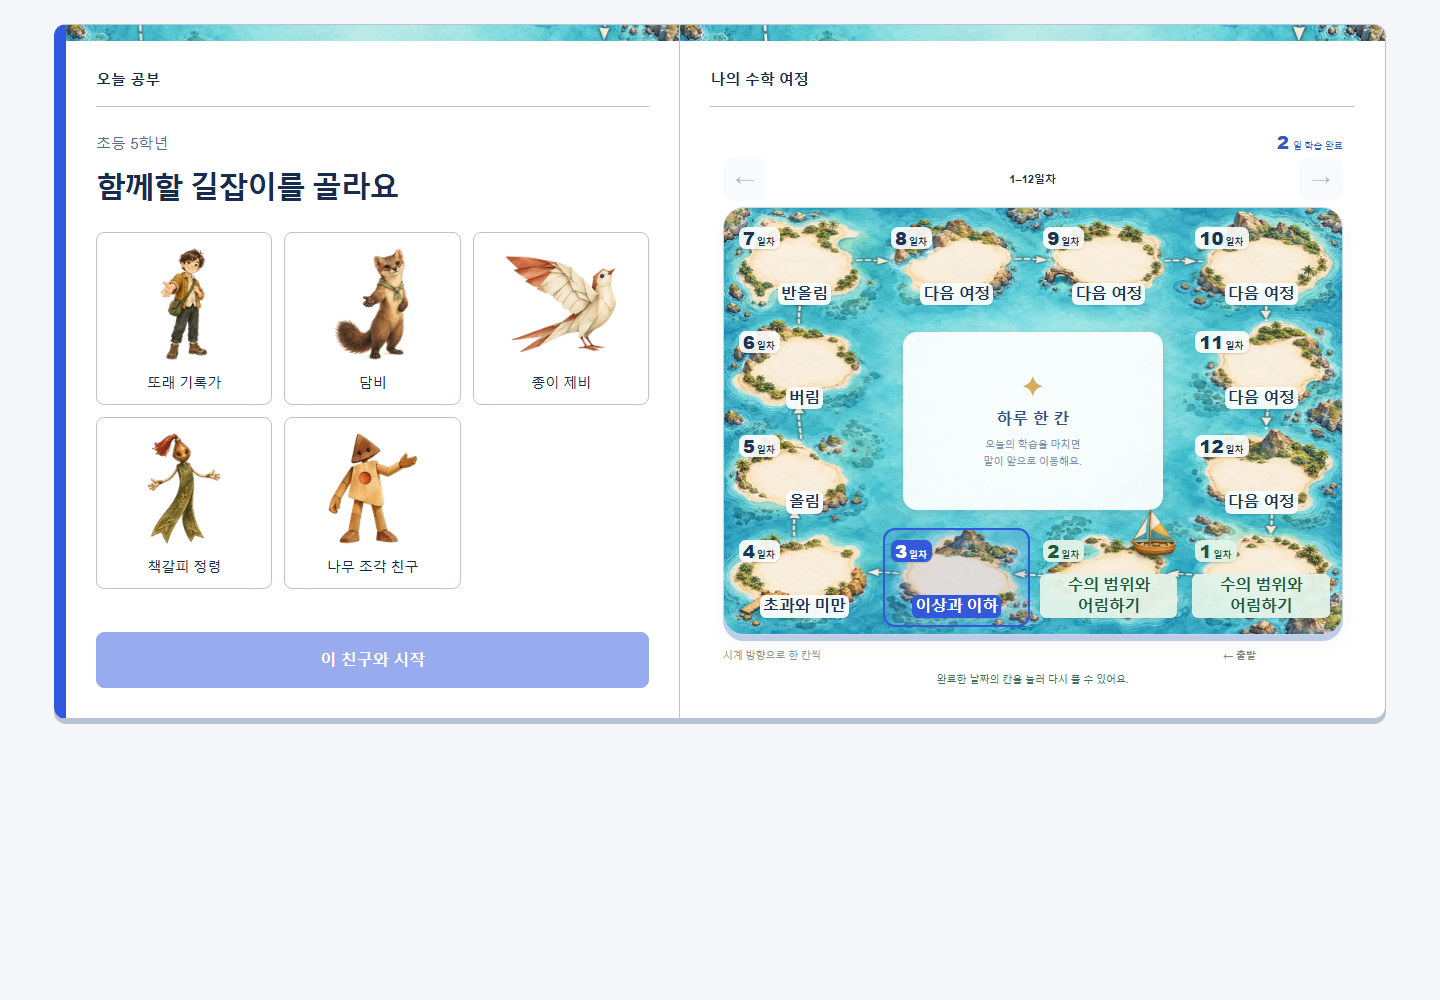 오늘 공부
초등 5학년
함께할 길잡이를 골라요
또래 기록가
담비
종이 제비
책갈피 정령
나무 조각 친구
이 친구와 시작
나의 수학 여정
2 일 학습 완료
←
1–12일차
→
7 일차
반올림
8 일차
다음 여정
9 일차
다음 여정
10 일차
다음 여정
6 일차
버림
11 일차
다음 여정
하루 한 칸
오늘의 학습을 마치면
말이 앞으로 이동해요.
5 일차
올림
12 일차
다음 여정
4 일차
초과와 미만
3 일차
이상과 이하
2 일차
수의 범위와
어림하기
1 일차
수의 범위와
어림하기
시계 방향으로 한 칸씩
← 출발
완료한 날짜의 칸을 눌러 다시 풀 수 있어요.